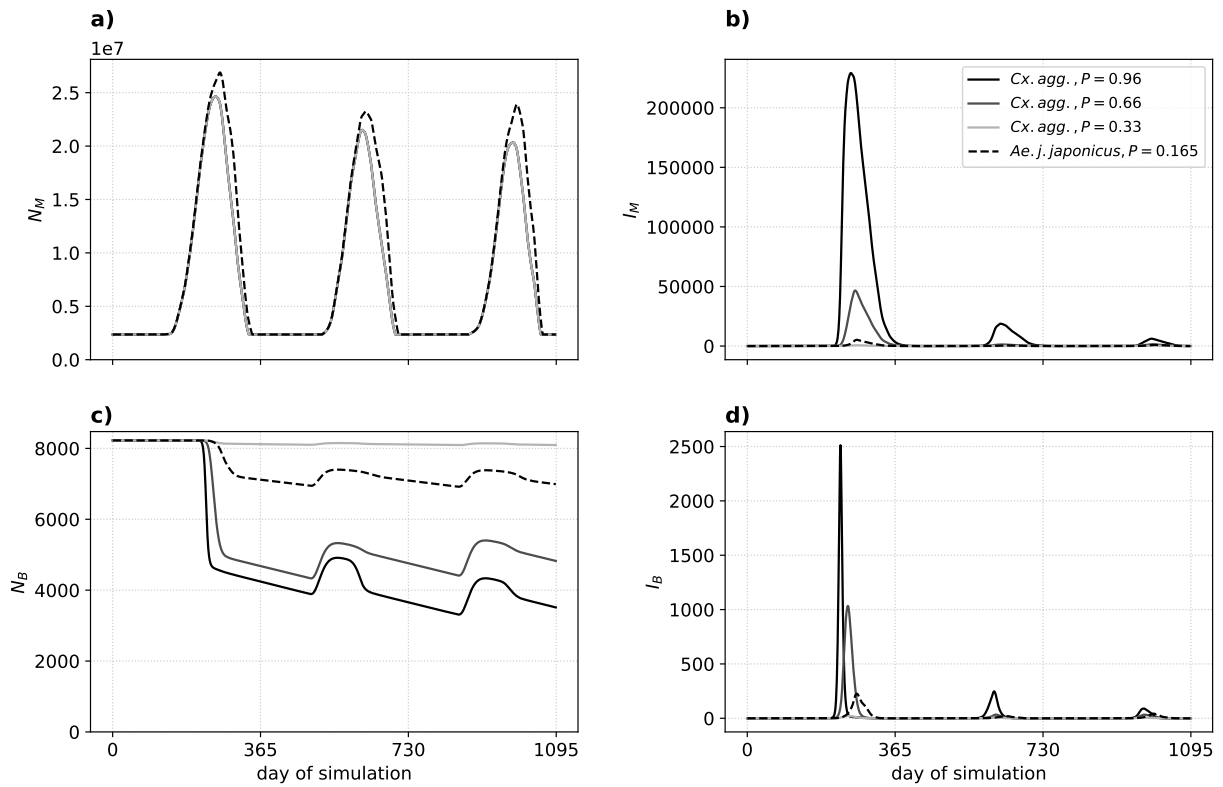 a)
1e7
2.5
2.0
1.5
1.0
0.5
0.0
N_M
b)
200000
150000
100000
50000
0
I_M
Cx. agg., P = 0.96
Cx. agg., P = 0.66
Cx. agg., P = 0.33
Ae. j. japonicus, P = 0.165
c)
8000
6000
4000
2000
0
N_B
0 365 730 1095
day of simulation
d)
2500
2000
1500
1000
500
0
I_B
0 365 730 1095
day of simulation